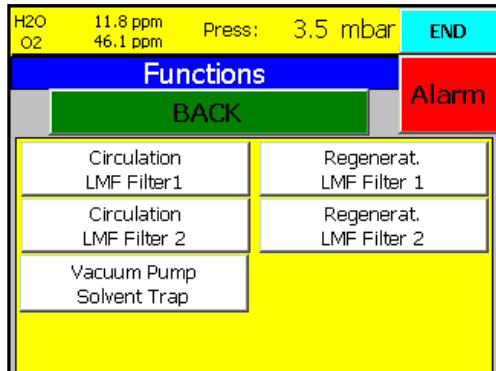 H2O 11.8 ppm Press: 3.5 mbar END
O2 46.1 ppm
Functions
Alarm
BACK
Circulation
LMF Filter1
Regenerat.
LMF Filter 1
Circulation
LMF Filter 2
Regenerat.
LMF Filter 2
Vacuum Pump
Solvent Trap